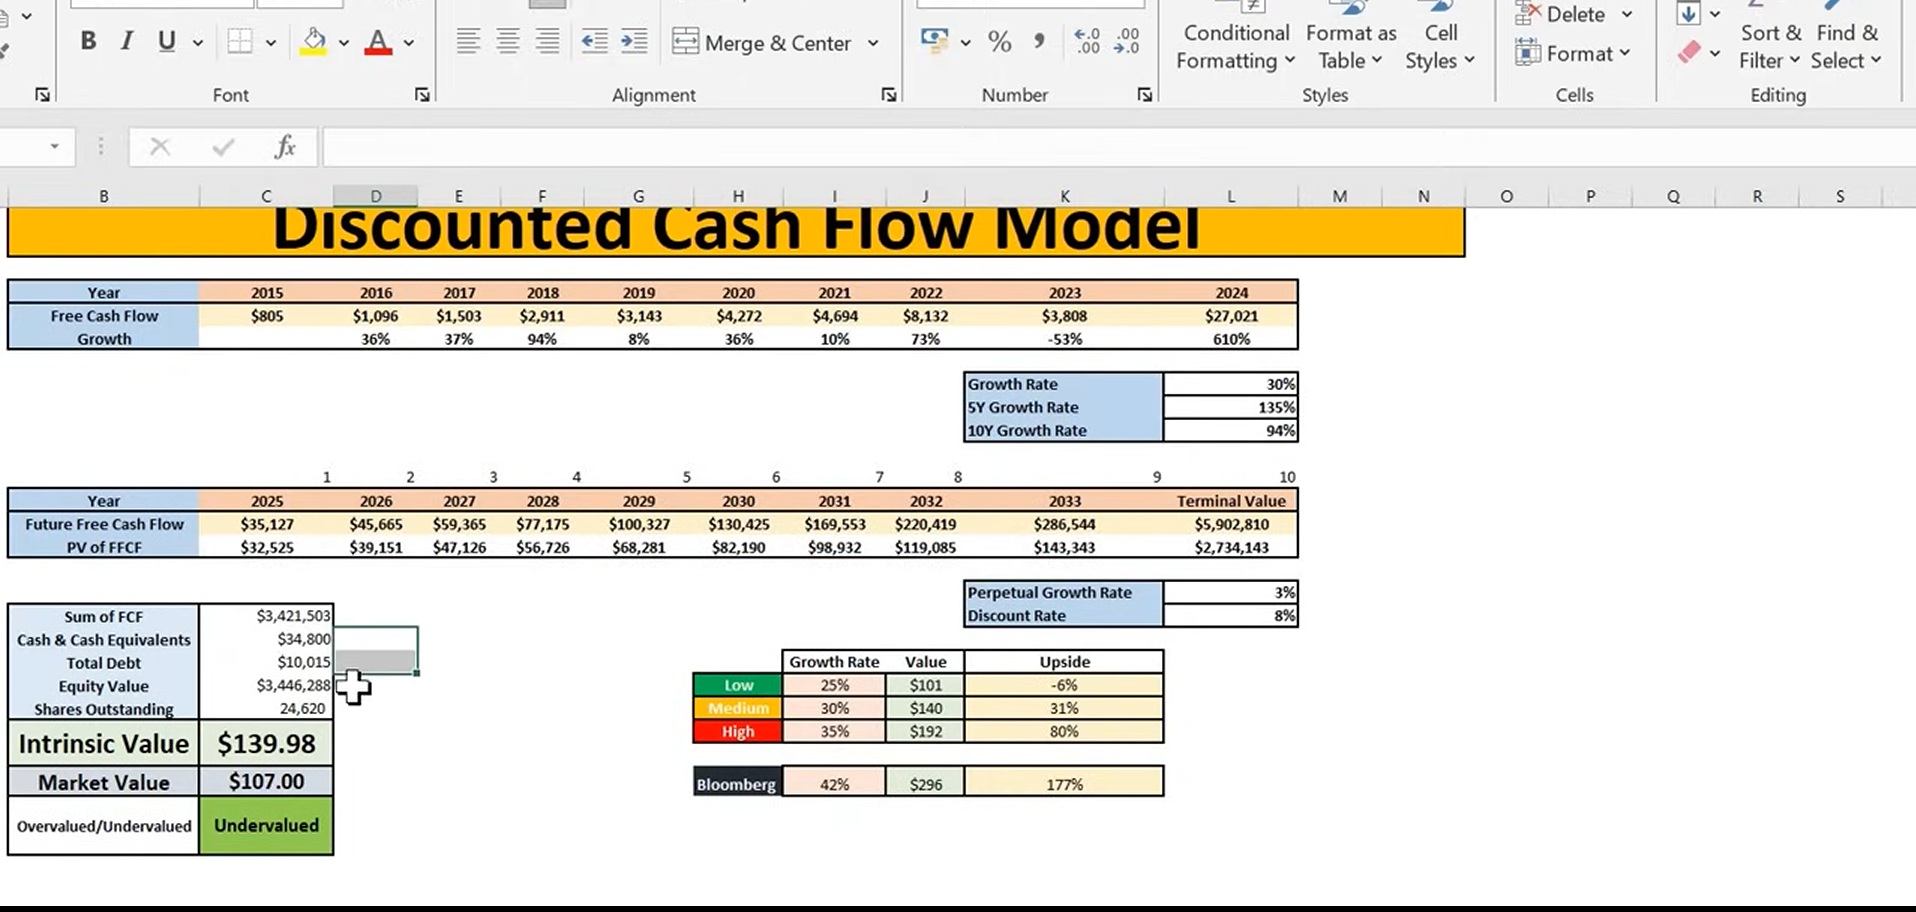 B I U
Merge & Center
%
Conditional Formatting
Format as Table
Cell Styles
Delete
Format
Sort & Filter
Find & Select
Font Alignment Number Styles Cells Editing
fx
B C D E F G H I J K L M N O P Q R S
Discounted Cash Flow Model
Year 2015 2016 2017 2018 2019 2020 2021 2022 2023 2024
Free Cash Flow $805 $1,096 $1,503 $2,911 $3,143 $4,272 $4,694 $8,132 $3,808 $27,021
Growth 36% 37% 94% 8% 36% 10% 73% -53% 610%
Growth Rate 30%
5Y Growth Rate 135%
10Y Growth Rate 94%
1 2 3 4 5 6 7 8 9 10
Year 2025 2026 2027 2028 2029 2030 2031 2032 2033 Terminal Value
Future Free Cash Flow $35,127 $45,665 $59,365 $77,175 $100,327 $130,425 $169,553 $220,419 $286,544 $5,902,810
PV of FFCF $32,525 $39,151 $47,126 $56,726 $68,281 $82,190 $98,932 $119,085 $143,343 $2,734,143
Perpetual Growth Rate 3%
Discount Rate 8%
Sum of FCF $3,421,503
Cash & Cash Equivalents $34,800
Total Debt $10,015
Equity Value $3,446,288
Shares Outstanding 24,620
Intrinsic Value $139.98
Market Value $107.00
Overvalued/Undervalued Undervalued
Growth Rate Value Upside
Low 25% $101 -6%
Medium 30% $140 31%
High 35% $192 80%
Bloomberg 42% $296 177%